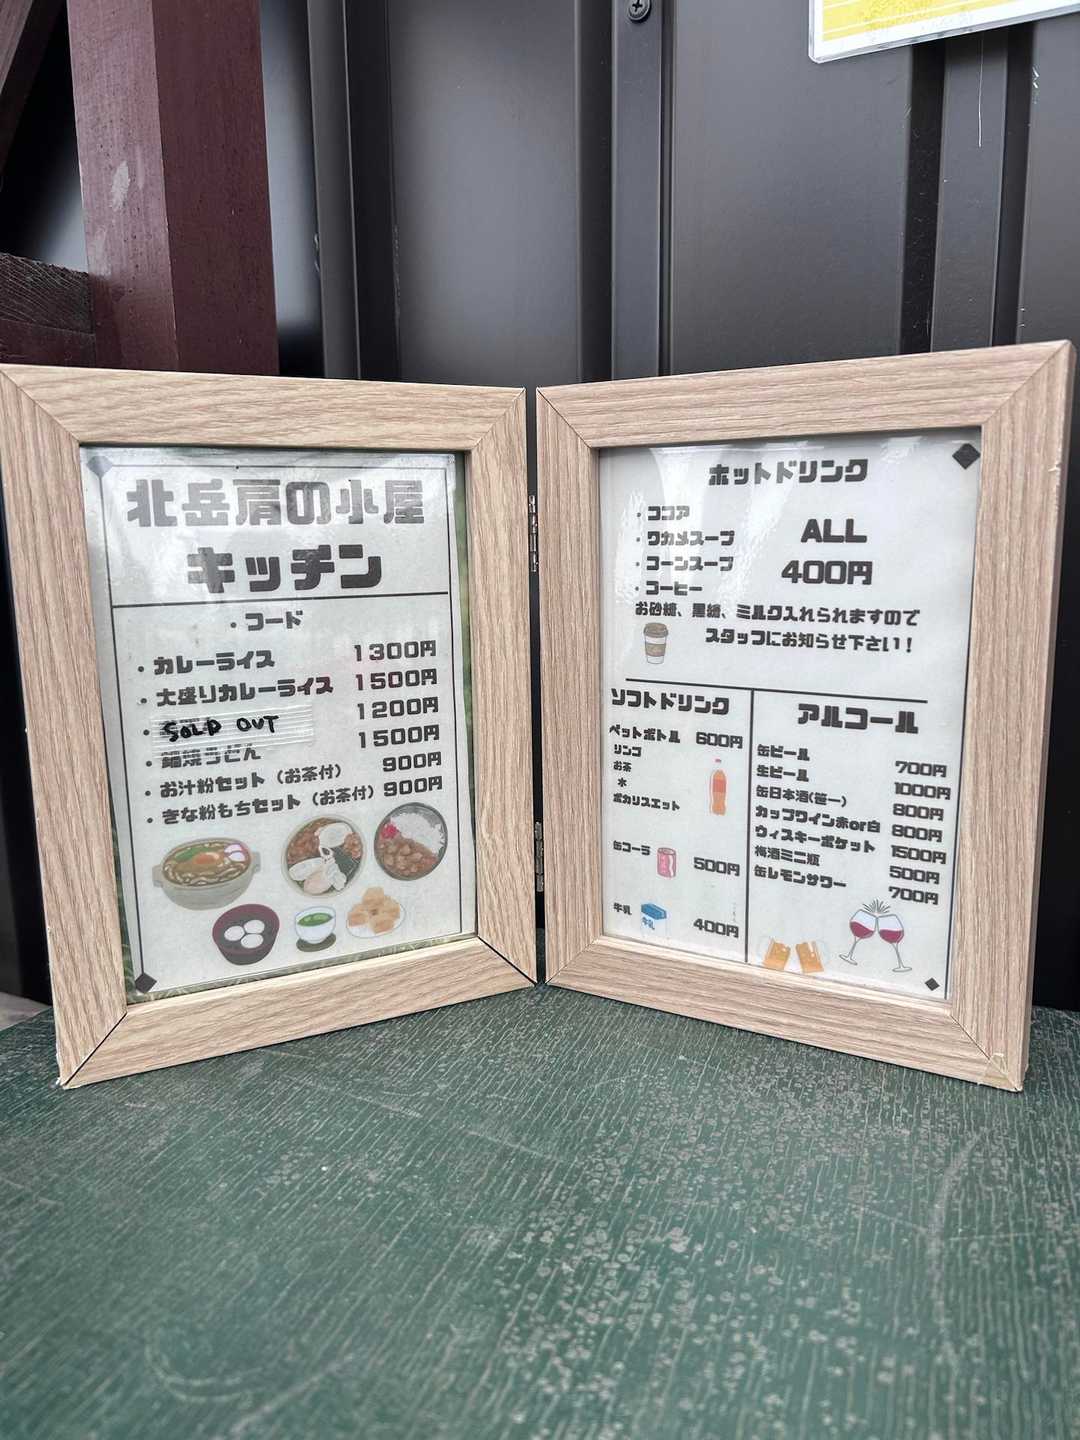 北岳肩の小屋
キッチン
・フード
・カレーライス 1300円
・大盛りカレーライス 1500円
・SOLD OUT 1200円
・鍋焼うどん 1500円
・お汁粉セット（お茶付） 900円
・きな粉もちセット（お茶付） 900円
ホットドリンク
・ココア
・ワカメスープ
・コーンスープ
・コーヒー
ALL
400円
お砂糖、黒糖、ミルク入れられますので
スタッフにお知らせ下さい！
ソフトドリンク
ペットボトル 600円
リンゴ
お茶
水
ポカリスエット
缶コーラ 500円
牛乳 牛乳 400円
アルコール
缶ビール 700円
生ビール 1000円
缶日本酒(笹一) 800円
カップワイン赤or白 800円
ウィスキーポケット 1500円
梅酒ミニ瓶 500円
缶レモンサワー 700円